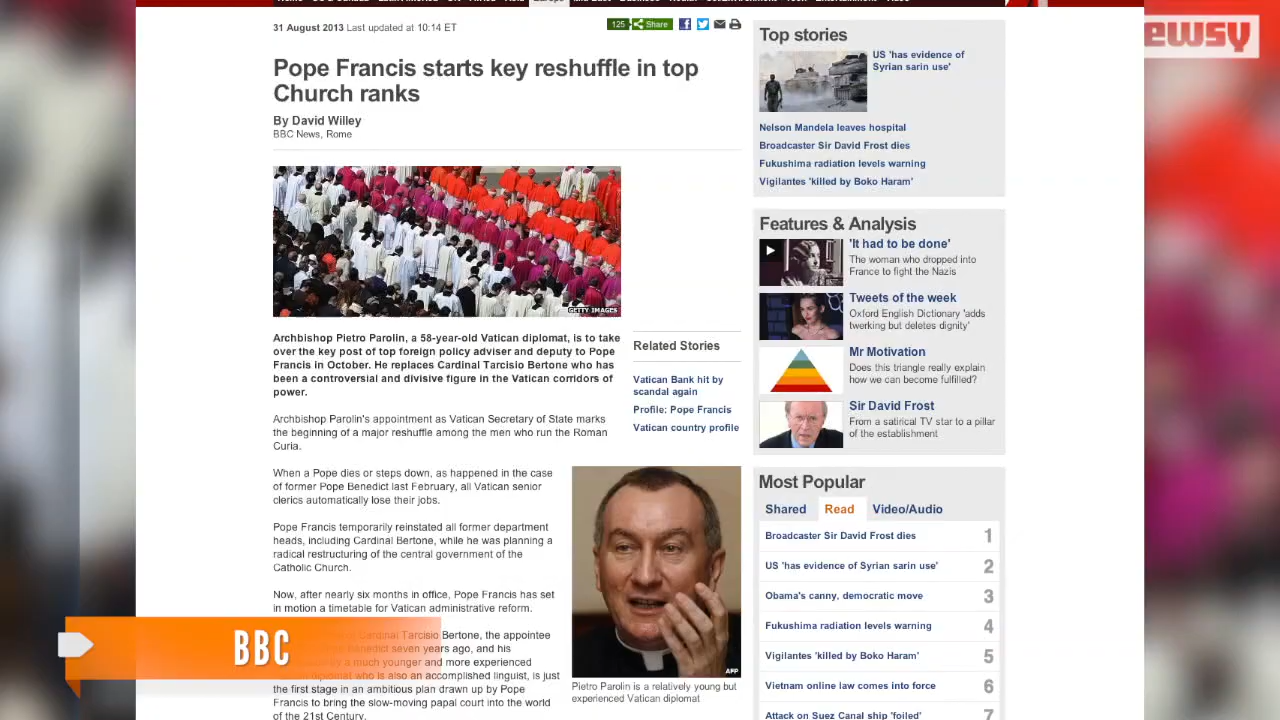 31 August 2013 Last updated at 10:14 ET
125 Share
Pope Francis starts key reshuffle in top
Church ranks
By David Willey
BBC News, Rome
GETTY IMAGES
Archbishop Pietro Parolin, a 58-year-old Vatican diplomat, is to take
over the key post of top foreign policy adviser and deputy to Pope
Francis in October. He replaces Cardinal Tarcisio Bertone who has
been a controversial and divisive figure in the Vatican corridors of
power.
Archbishop Parolin's appointment as Vatican Secretary of State marks
the beginning of a major reshuffle among the men who run the Roman
Curia.
When a Pope dies or steps down, as happened in the case
of former Pope Benedict last February, all Vatican senior
clerics automatically lose their jobs.
Pope Francis temporarily reinstated all former department
heads, including Cardinal Bertone, while he was planning a
radical restructuring of the central government of the
Catholic Church.
Now, after nearly six months in office, Pope Francis has set
in motion a timetable for Vatican administrative reform.
Cardinal Tarcisio Bertone, the appointee
Benedict seven years ago, and his
by a much younger and more experienced
diplomat who is also an accomplished linguist, is just
the first stage in an ambitious plan drawn up by Pope
Francis to bring the slow-moving papal court into the world
of the 21st Century.
Related Stories
Vatican Bank hit by
scandal again
Profile: Pope Francis
Vatican country profile
AFP
Pietro Parolin is a relatively young but
experienced Vatican diplomat
Top stories
US 'has evidence of
Syrian sarin use'
Nelson Mandela leaves hospital
Broadcaster Sir David Frost dies
Fukushima radiation levels warning
Vigilantes 'killed by Boko Haram'
Features & Analysis
'It had to be done'
The woman who dropped into
France to fight the Nazis
Tweets of the week
Oxford English Dictionary 'adds
twerking but deletes dignity'
Mr Motivation
Does this triangle really explain
how we can become fulfilled?
Sir David Frost
From a satirical TV star to a pillar
of the establishment
Most Popular
Shared Read Video/Audio
Broadcaster Sir David Frost dies 1
US 'has evidence of Syrian sarin use' 2
Obama's canny, democratic move 3
Fukushima radiation levels warning 4
Vigilantes 'killed by Boko Haram' 5
Vietnam online law comes into force 6
Attack on Suez Canal ship 'foiled' 7
ewsy
BBC